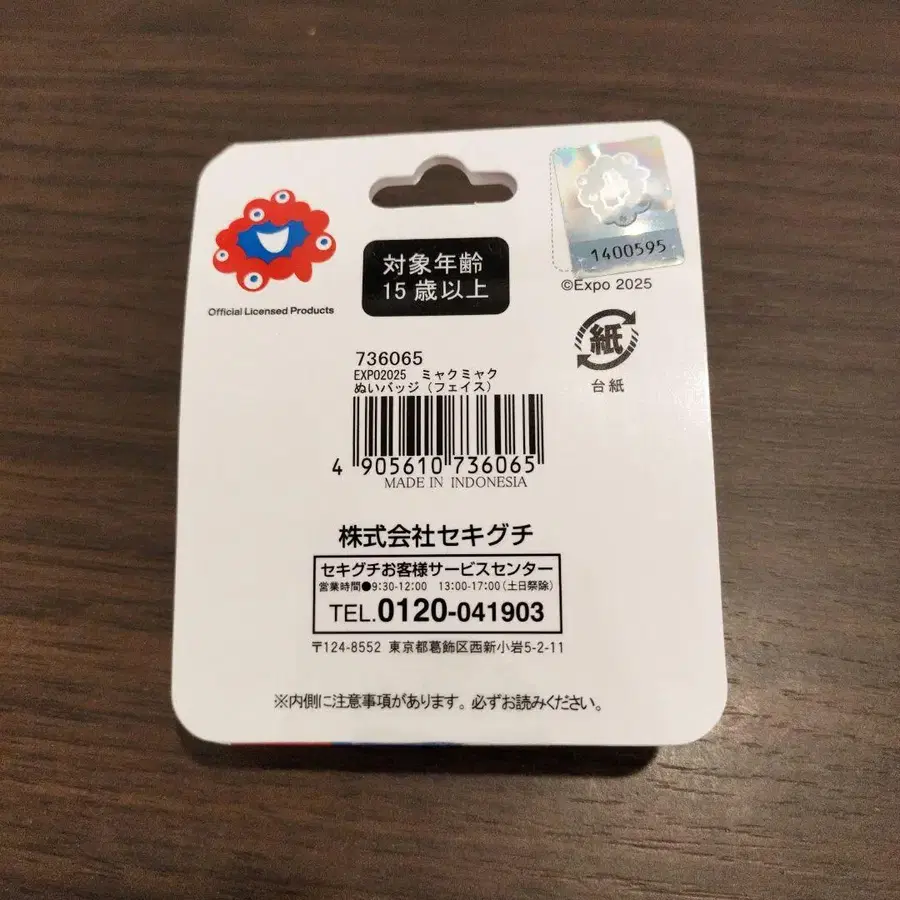 Official Licensed Products
対象年齢
15歳以上
1400595
©Expo 2025
紙
台紙
736065
EXPO2025 ミャクミャク
ぬいバッジ(フェイス)
4 905610 736065
MADE IN INDONESIA
株式会社セキグチ
セキグチお客様サービスセンター
営業時間●9:30-12:00 13:00-17:00(土日祭除)
TEL.0120-041903
〒124-8552 東京都葛飾区西新小岩5-2-11
※内側に注意事項があります。必ずお読みください。